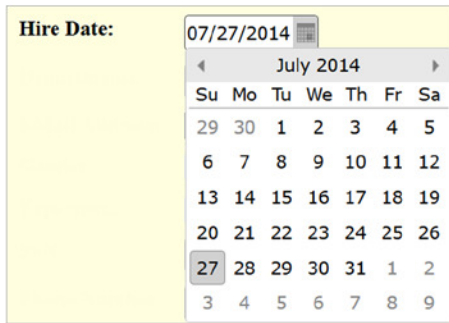 Hire Date: 07/27/2014
July 2014
Su Mo Tu We Th Fr Sa
29 30 1 2 3 4 5
6 7 8 9 10 11 12
13 14 15 16 17 18 19
20 21 22 23 24 25 26
27 28 29 30 31 1 2
3 4 5 6 7 8 9